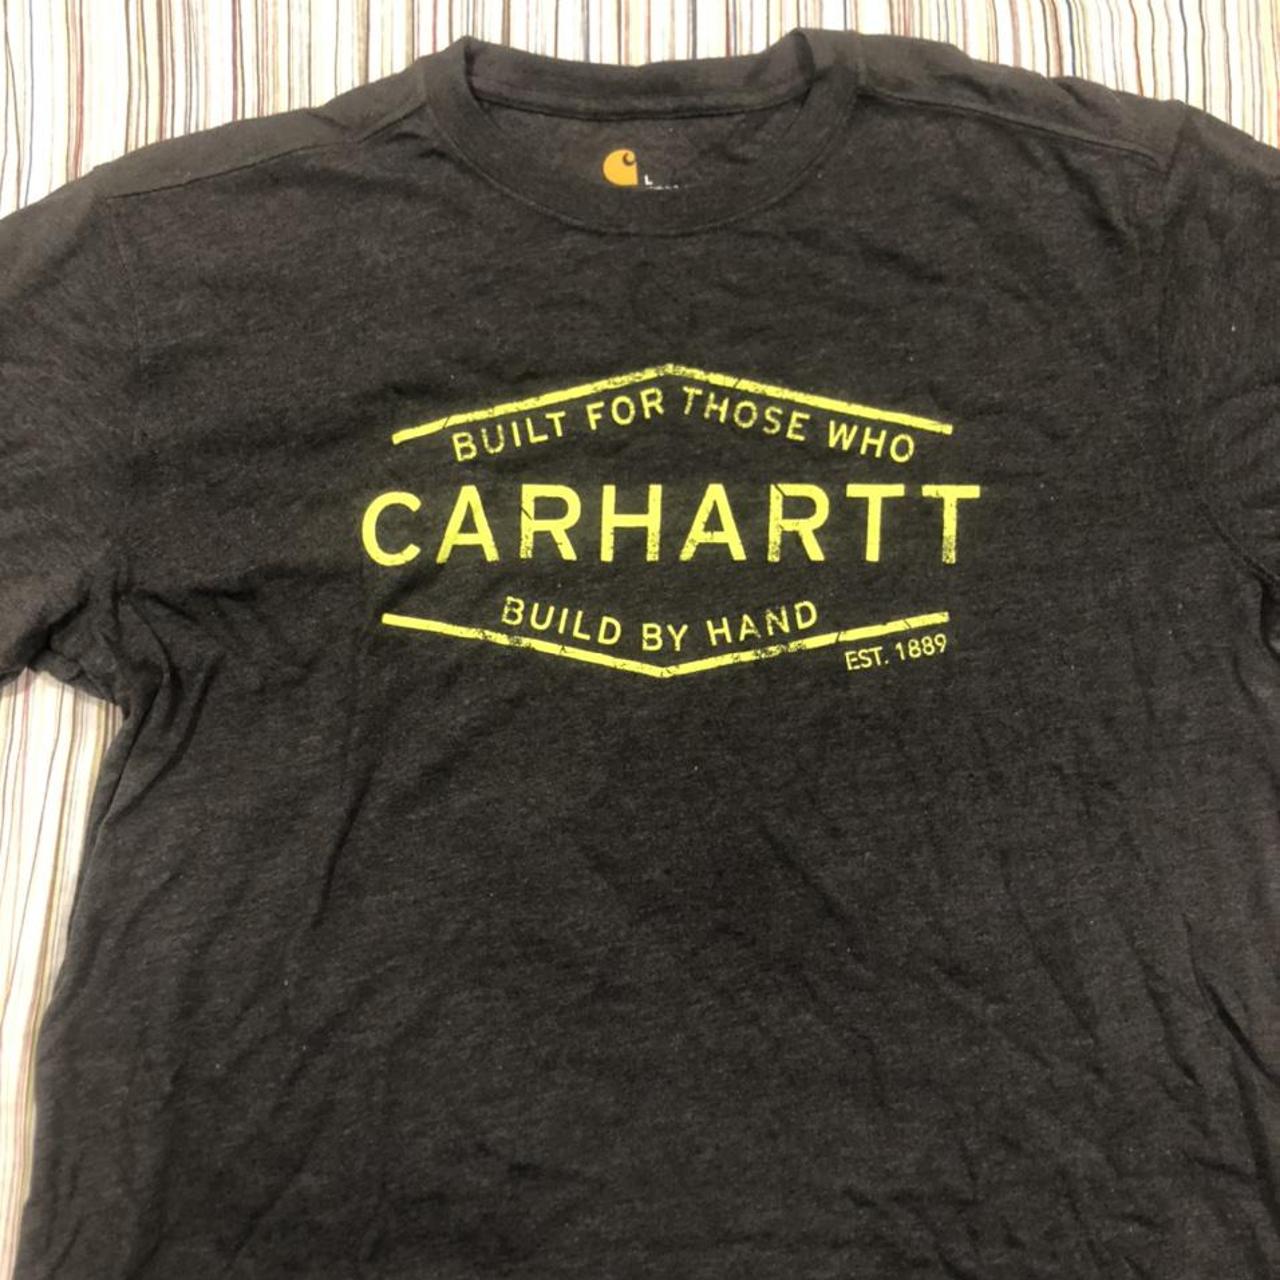 L
BUILT FOR THOSE WHO
CARHARTT
BUILD BY HAND
EST. 1889